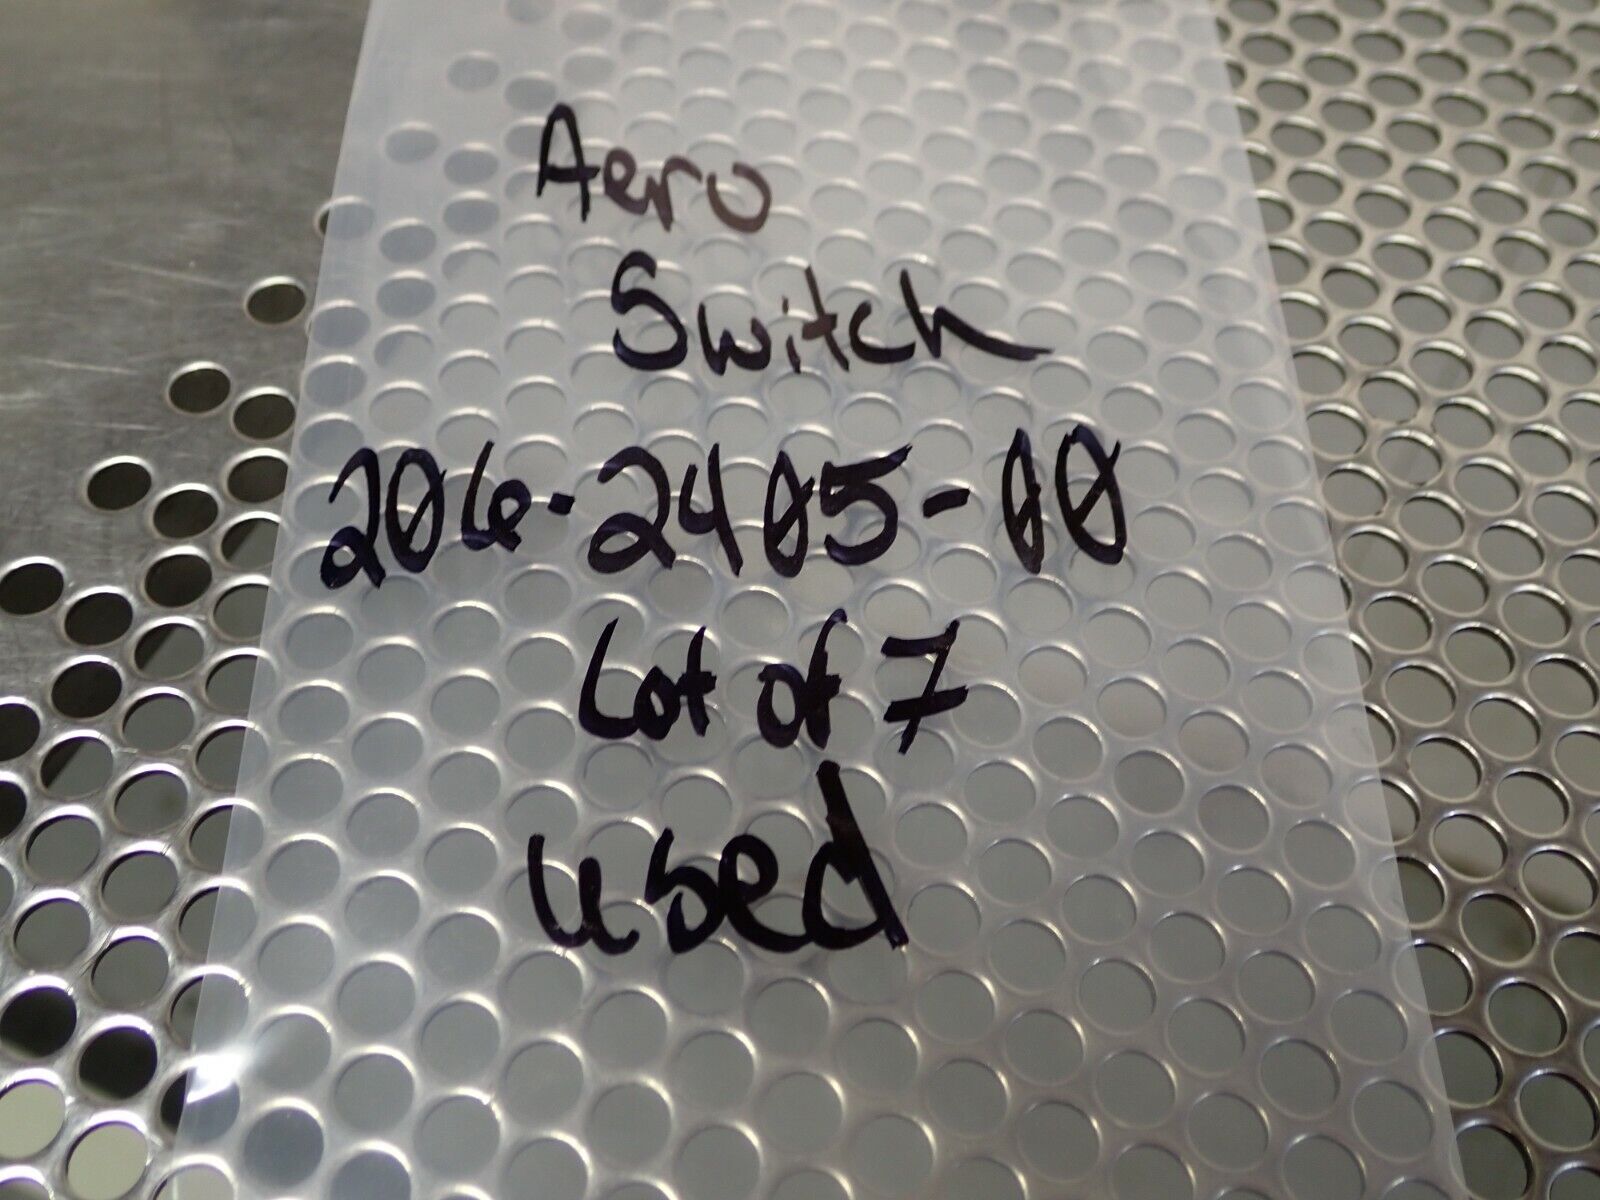 Aero
Switch
206-2405-00
Lot of 7
used